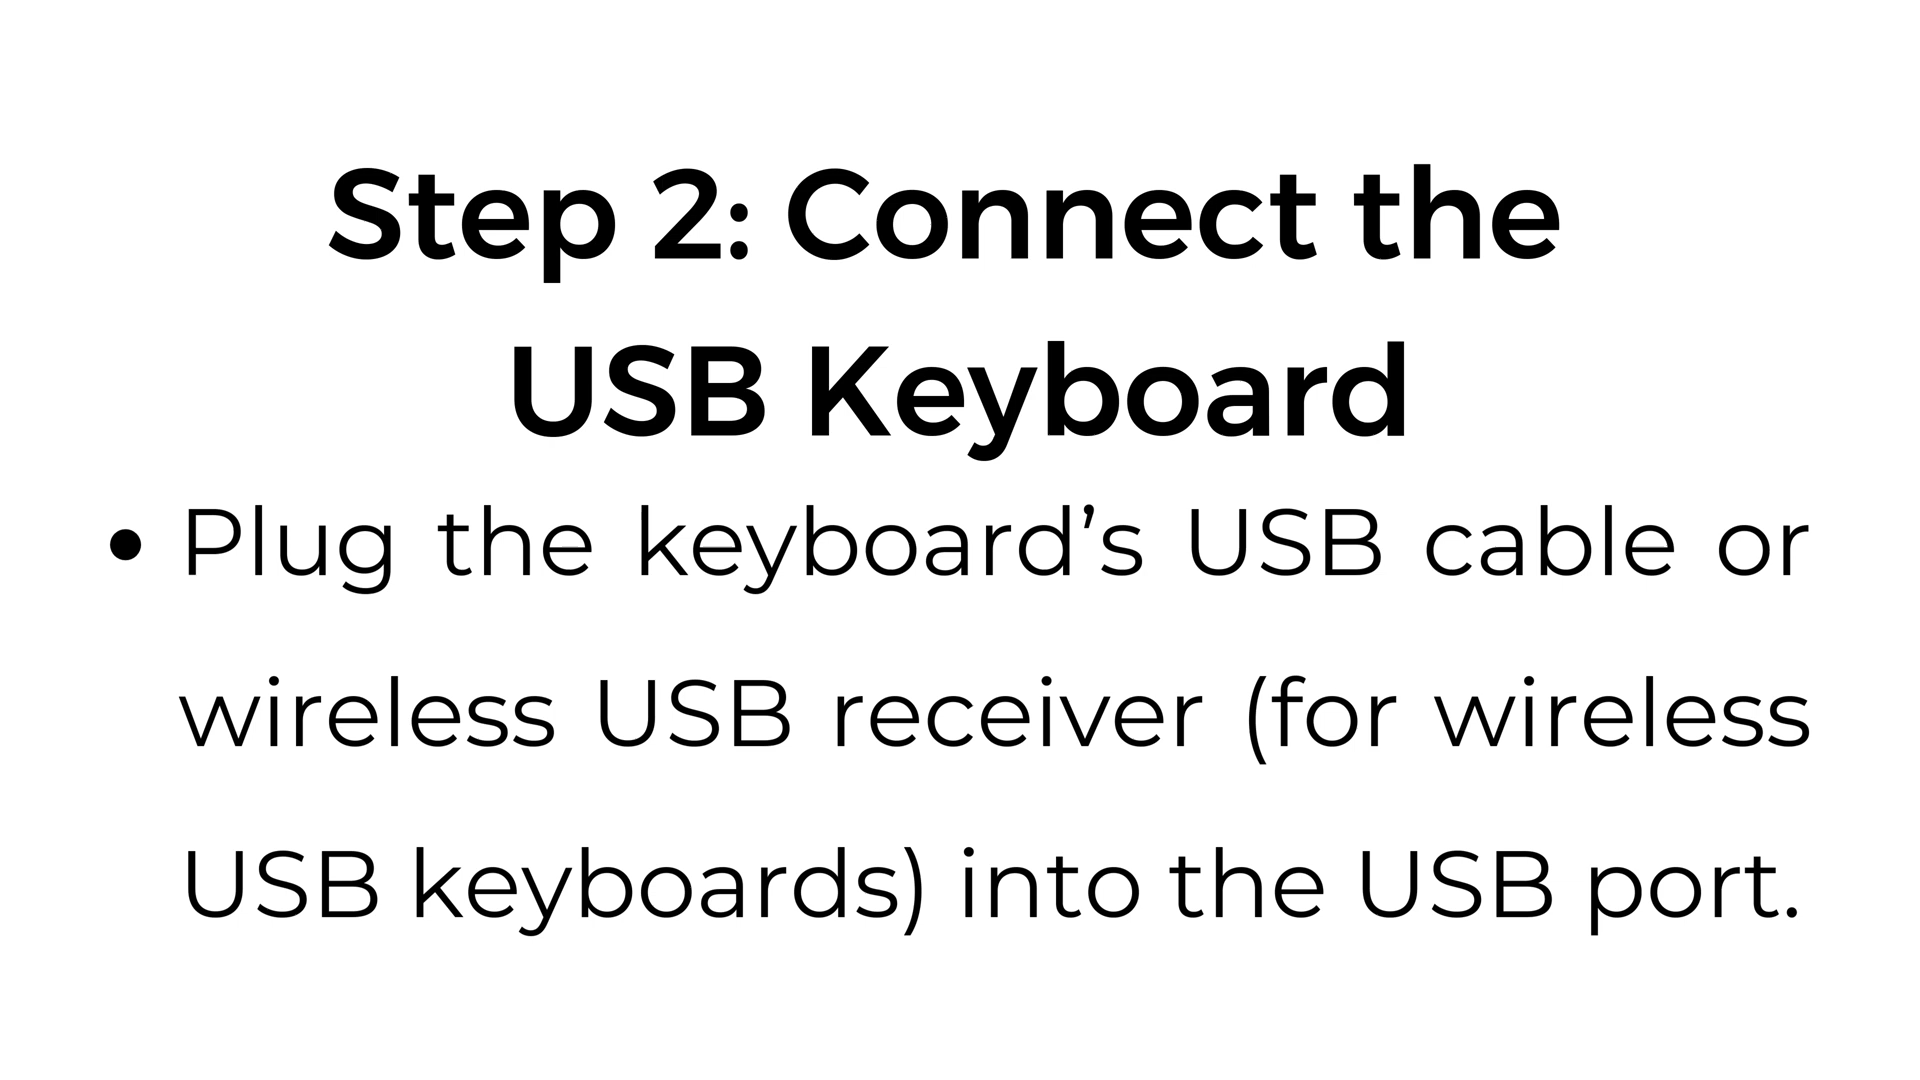 Step 2: Connect the
USB Keyboard
• Plug the keyboard’s USB cable or
wireless USB receiver (for wireless
USB keyboards) into the USB port.